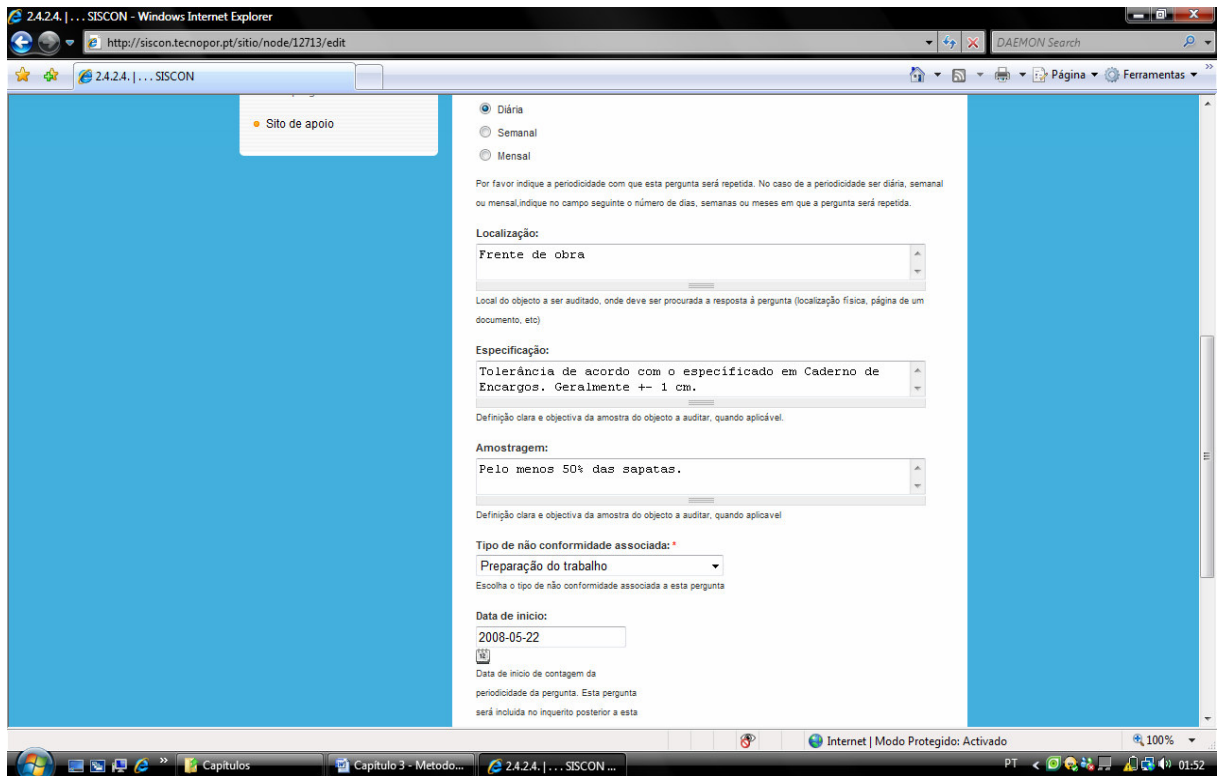 2.4.2.4. | . . . SISCON - Windows Internet Explorer
http://siscon.tecnopor.pt/sitio/node/12713/edit
DAEMON Search
2.4.2.4. | . . . SISCON
Página
Ferramentas
Sito de apoio
Diária
Semanal
Mensal
Por favor indique a periodicidade com que esta pergunta será repetida. No caso de a periodicidade ser diária, semanal
ou mensal,indique no campo seguinte o número de dias, semanas ou meses em que a pergunta será repetida.
Localização:
Frente de obra
Local do objecto a ser auditado, onde deve ser procurada a resposta á pergunta (localização física, página de um
documento, etc)
Especificação:
Tolerância de acordo com o específicado em Caderno de
Encargos. Geralmente +- 1 cm.
Definição clara e objectiva da amostra do objecto a auditar, quando aplicável.
Amostragem:
Pelo menos 50% das sapatas.
Definição clara e objectiva da amostra do objecto a auditar, quando aplicavel
Tipo de não conformidade associada: *
Preparação do trabalho
Escolha o tipo de não conformidade associada a esta pergunta
Data de inicio:
2008-05-22
Data de inicio de contagem da
periodicidade da pergunta. Esta pergunta
será incluida no inquerito posterior a esta
Internet | Modo Protegido: Activado
100%
Capítulos
Capítulo 3 - Metodo...
2.4.2.4. | . . . SISCON ...
PT
01:52